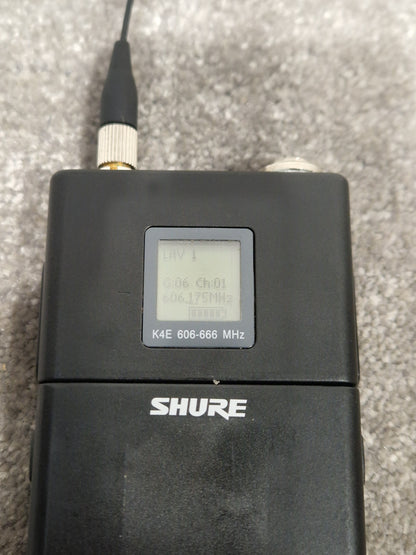 LAV 1
G:06 Ch:01
606.175MHz
K4E 606-666 MHz
SHURE